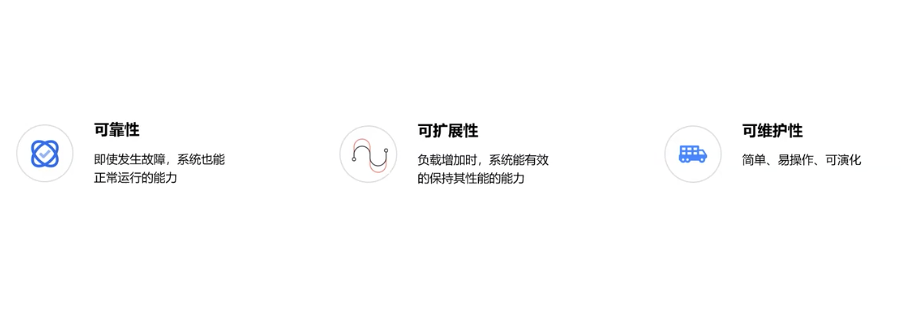 可靠性
即使发生故障，系统也能
正常运行的能力
可扩展性
负载增加时，系统能有效
的保持其性能的能力
可维护性
简单、易操作、可演化